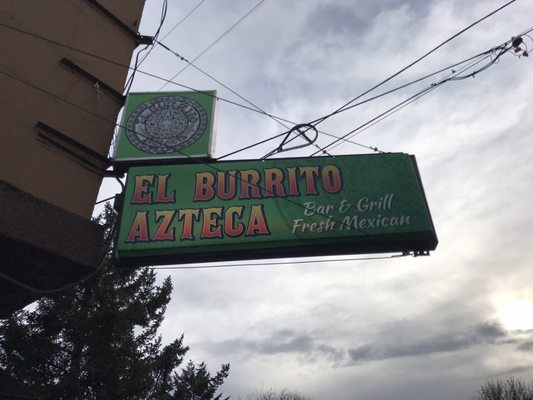 EL BURRITO
AZTECA
Bar & Grill
Fresh Mexican